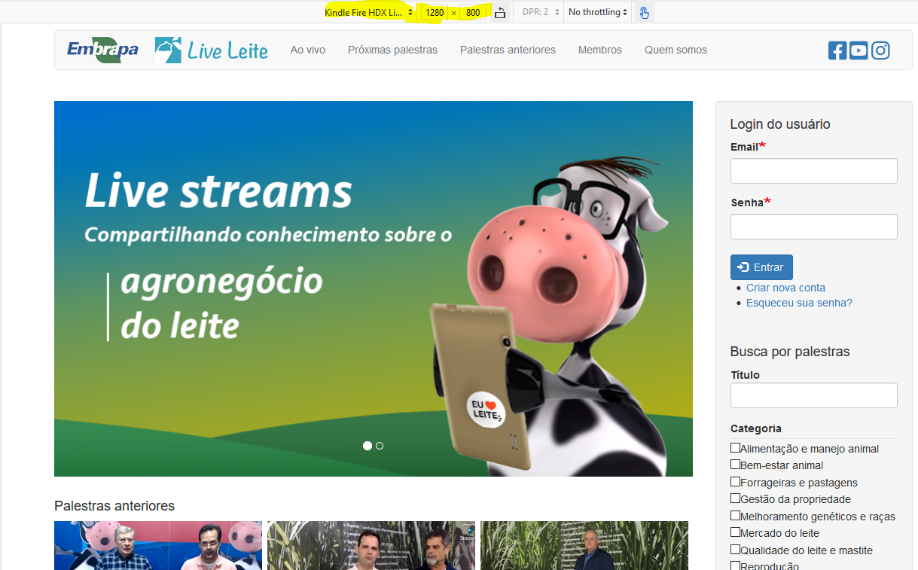 Kindle Fire HDX Li...
1280 × 800
DPR: 2
No throttling
Embrapa
Live Leite
Ao vivo
Próximas palestras
Palestras anteriores
Membros
Quem somos
Live streams
Compartilhando conhecimento sobre o
agronegócio
do leite
EU
LEITE
Login do usuário
Email*
Senha*
Entrar
Criar nova conta
Esqueceu sua senha?
Busca por palestras
Título
Categoria
Alimentação e manejo animal
Bem-estar animal
Forrageiras e pastagens
Gestão da propriedade
Melhoramento genéticos e raças
Mercado do leite
Qualidade do leite e mastite
Reprodução
Palestras anteriores